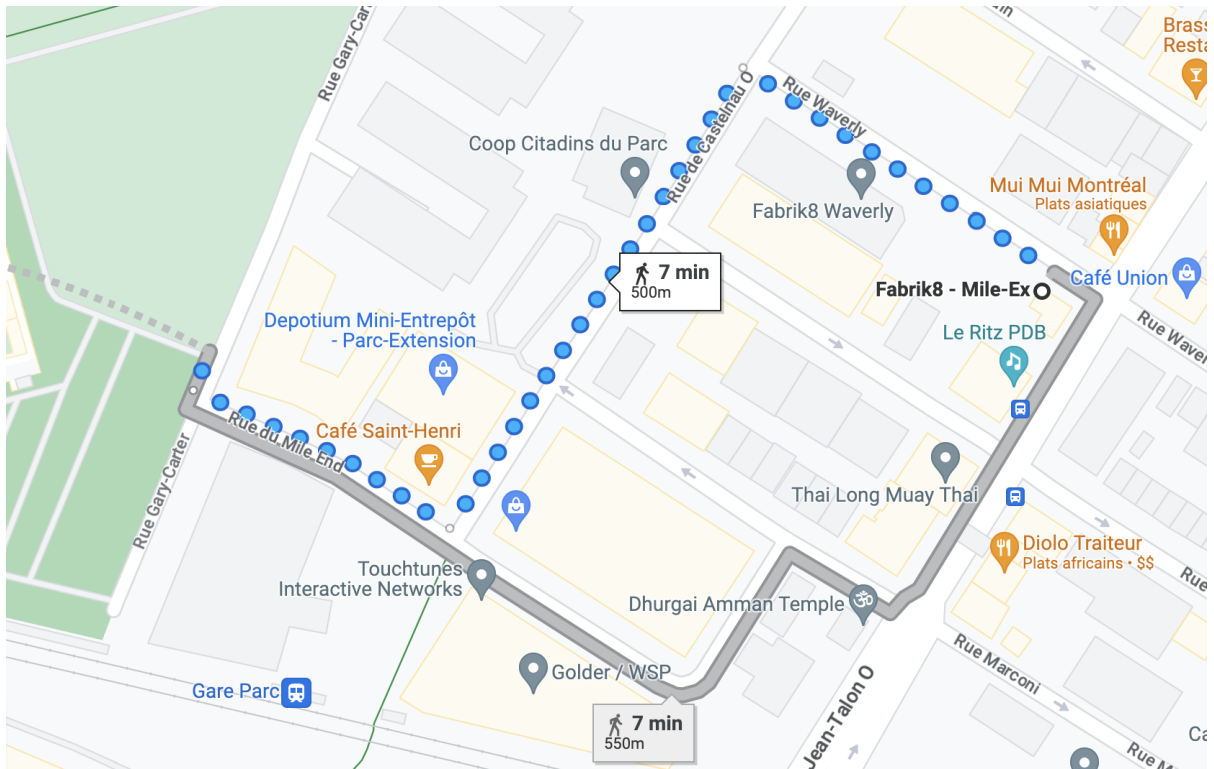 Rue Gary-Car
in
Brass
Resta
Rue Waverly
Rue de Castelnau O
Coop Citadins du Parc
Fabrik8 Waverly
Mui Mui Montréal
Plats asiatiques
7 min
500m
Fabrik8 - Mile-Ex
Café Union
Depotium Mini-Entrepôt
- Parc-Extension
Le Ritz PDB
Rue Waver
Café Saint-Henri
Rue du Mile End
Rue Gary-Carter
Thai Long Muay Thai
Diolo Traiteur
Plats africains • $$
Touchtunes
Interactive Networks
Dhurgai Amman Temple
Rue
Golder / WSP
Rue Marconi
Gare Parc
Jean-Talon O
7 min
550m
Ca
Rue M